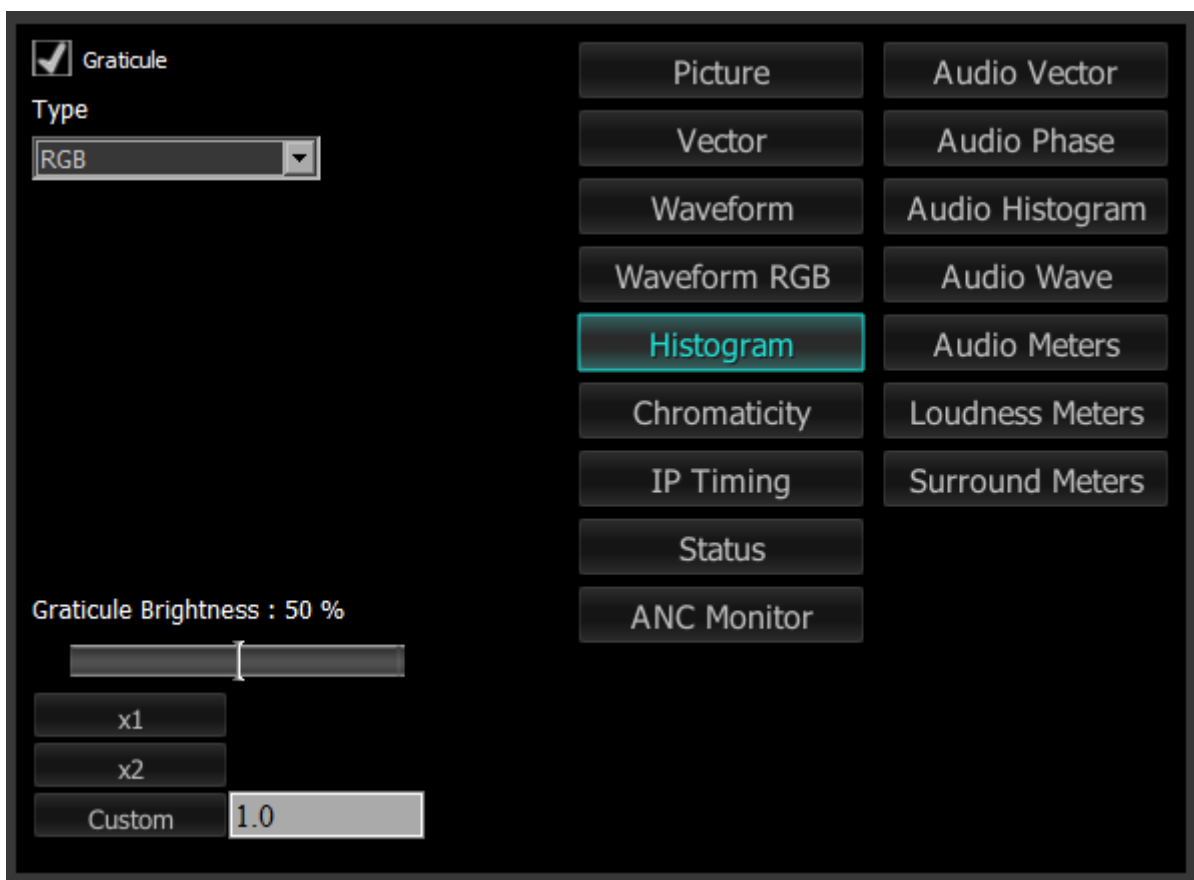 Graticule
Type
RGB
Graticule Brightness : 50 %
x1
x2
Custom
1.0
Picture
Vector
Waveform
Waveform RGB
Histogram
Chromaticity
IP Timing
Status
ANC Monitor
Audio Vector
Audio Phase
Audio Histogram
Audio Wave
Audio Meters
Loudness Meters
Surround Meters